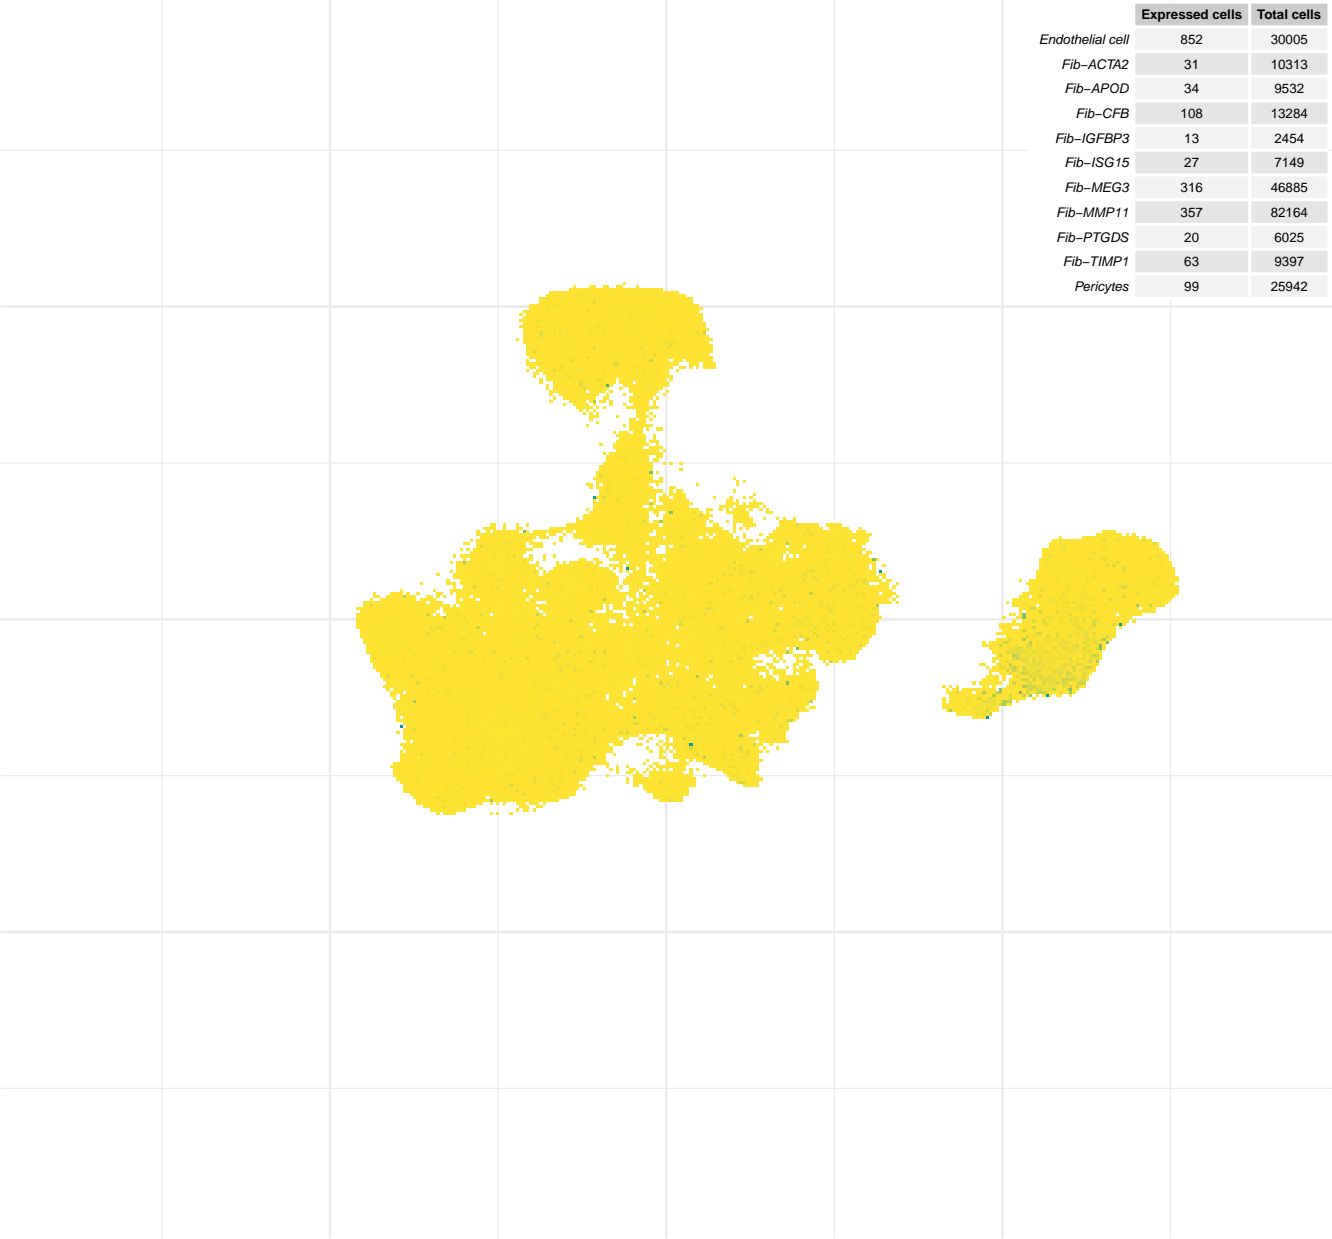 Expressed cells Total cells
Endothelial cell 852 30005
Fib−ACTA2 31 10313
Fib−APOD 34 9532
Fib−CFB 108 13284
Fib−IGFBP3 13 2454
Fib−ISG15 27 7149
Fib−MEG3 316 46885
Fib−MMP11 357 82164
Fib−PTGDS 20 6025
Fib−TIMP1 63 9397
Pericytes 99 25942